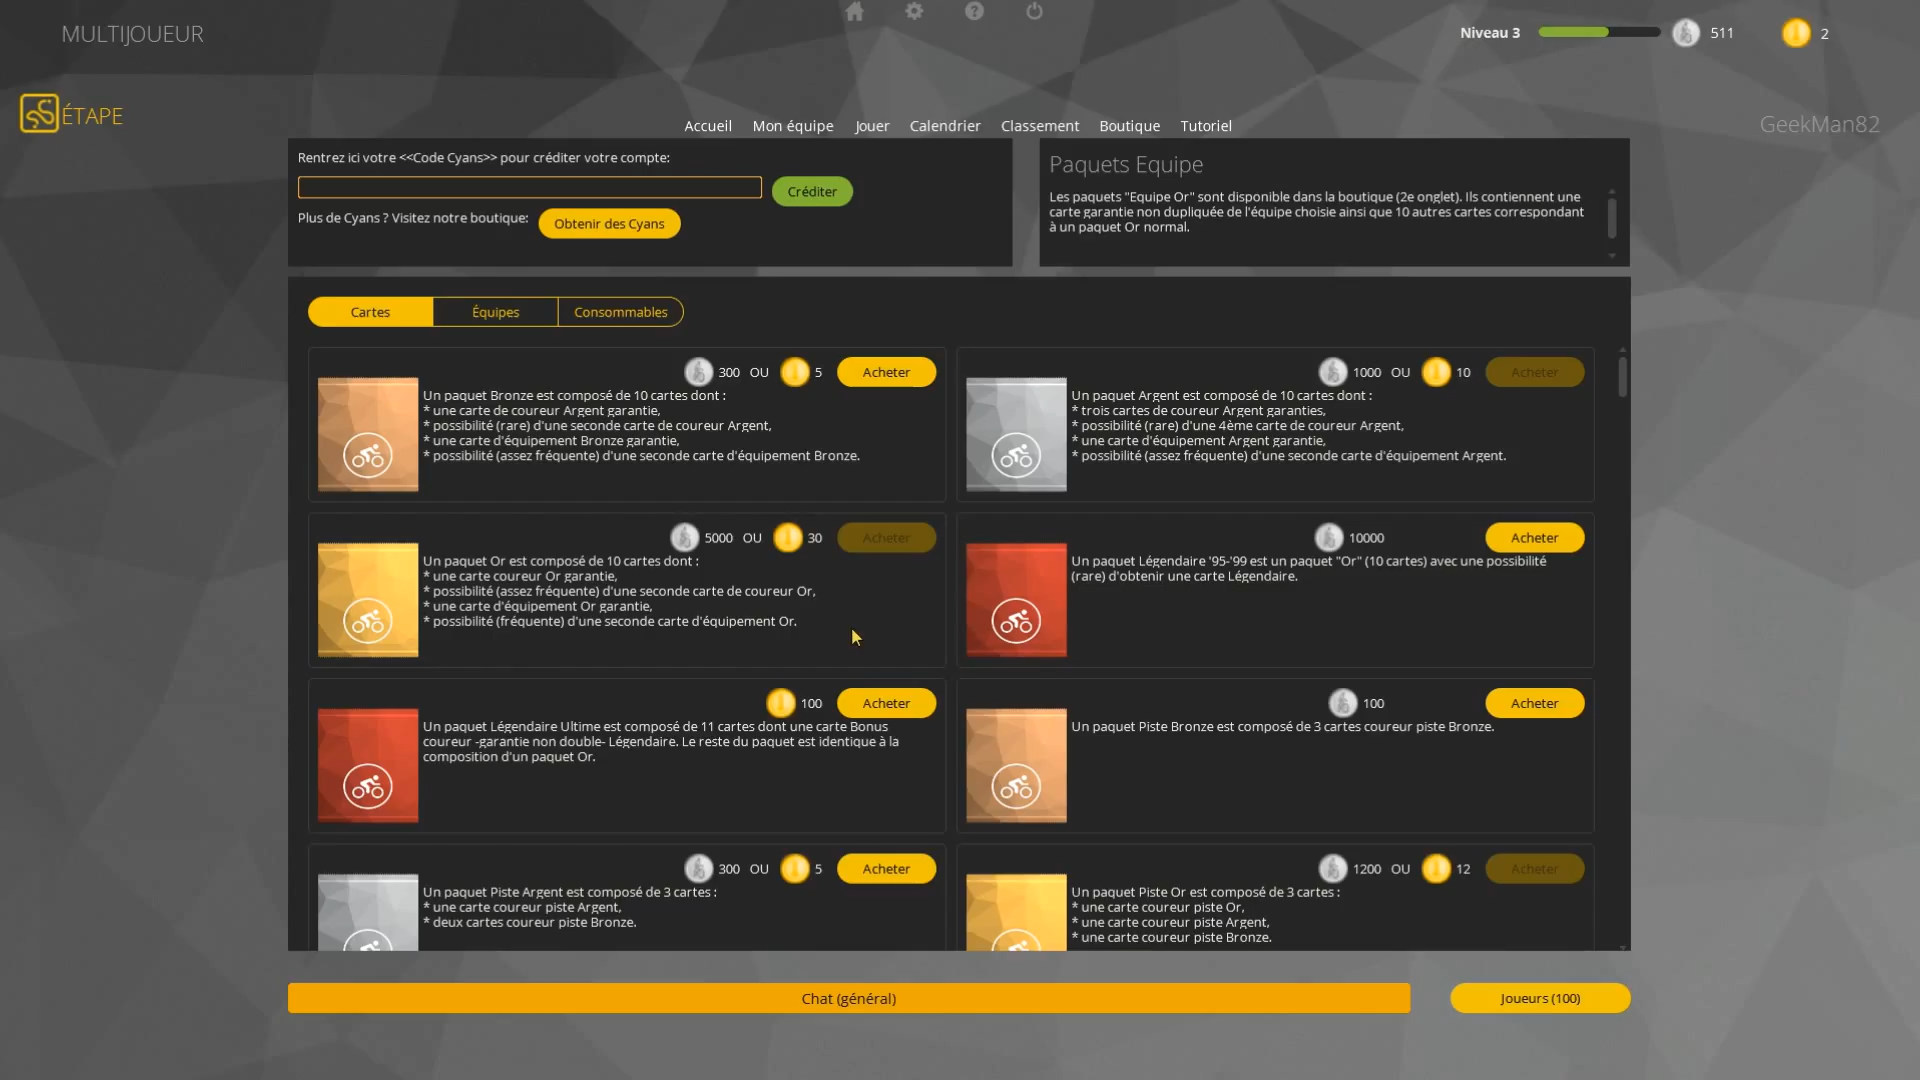 MULTIJOUEUR
Niveau 3
511
2
ÉTAPE
GeekMan82
Accueil Mon équipe Jouer Calendrier Classement Boutique Tutoriel
Rentrez ici votre <<Code Cyans>> pour créditer votre compte:
Créditer
Plus de Cyans ? Visitez notre boutique:
Obtenir des Cyans
Paquets Equipe
Les paquets "Equipe Or" sont disponible dans la boutique (2e onglet). Ils contiennent une
carte garantie non dupliquée de l'équipe choisie ainsi que 10 autres cartes correspondant
à un paquet Or normal.
Cartes Équipes Consommables
300 OU 5 Acheter
Un paquet Bronze est composé de 10 cartes dont :
* une carte de coureur Argent garantie,
* possibilité (rare) d'une seconde carte de coureur Argent,
* une carte d'équipement Bronze garantie,
* possibilité (assez fréquente) d'une seconde carte d'équipement Bronze.
1000 OU 10 Acheter
Un paquet Argent est composé de 10 cartes dont :
* trois cartes de coureur Argent garanties,
* possibilité (rare) d'une 4ème carte de coureur Argent,
* une carte d'équipement Argent garantie,
* possibilité (assez fréquente) d'une seconde carte d'équipement Argent.
5000 OU 30 Acheter
Un paquet Or est composé de 10 cartes dont :
* une carte coureur Or garantie,
* possibilité (assez fréquente) d'une seconde carte de coureur Or,
* une carte d'équipement Or garantie,
* possibilité (fréquente) d'une seconde carte d'équipement Or.
10000 Acheter
Un paquet Légendaire '95-'99 est un paquet "Or" (10 cartes) avec une possibilité
(rare) d'obtenir une carte Légendaire.
100 Acheter
Un paquet Légendaire Ultime est composé de 11 cartes dont une carte Bonus
coureur -garantie non double- Légendaire. Le reste du paquet est identique à la
composition d'un paquet Or.
100 Acheter
Un paquet Piste Bronze est composé de 3 cartes coureur piste Bronze.
300 OU 5 Acheter
Un paquet Piste Argent est composé de 3 cartes :
* une carte coureur piste Argent,
* deux cartes coureur piste Bronze.
1200 OU 12 Acheter
Un paquet Piste Or est composé de 3 cartes :
* une carte coureur piste Or,
* une carte coureur piste Argent,
* une carte coureur piste Bronze.
Chat (général)
Joueurs (100)